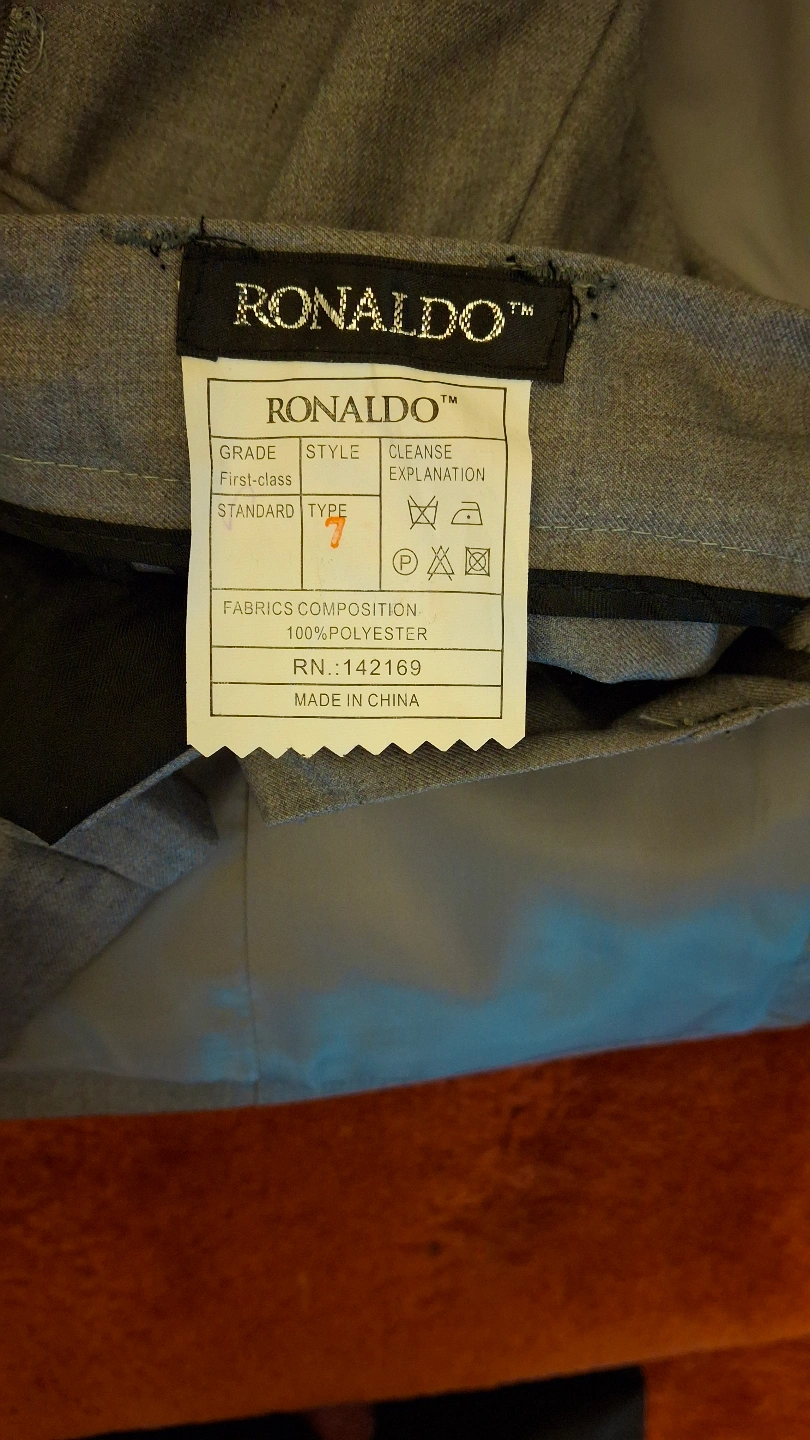 RONALDO™
RONALDO™
GRADE
First-class
STYLE
CLEANSE
EXPLANATION
STANDARD
TYPE
7
P
FABRICS COMPOSITION
100%POLYESTER
RN.:142169
MADE IN CHINA